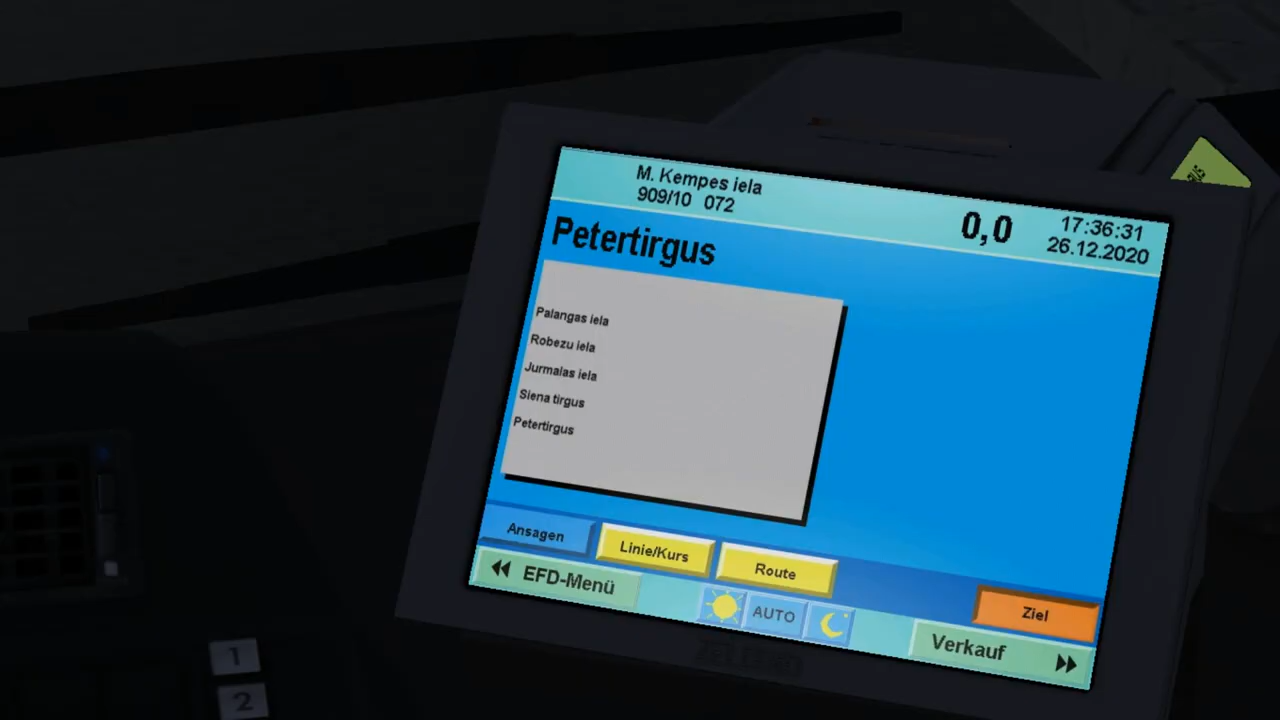 M. Kempes iela
909/10 072
0,0
17:36:31
26.12.2020
Petertirgus
Palangas iela
Robezu iela
Jurmalas iela
Siena tirgus
Petertirgus
Ansagen
Linie/Kurs
Route
Ziel
EFD-Menü
AUTO
Verkauf
1
2